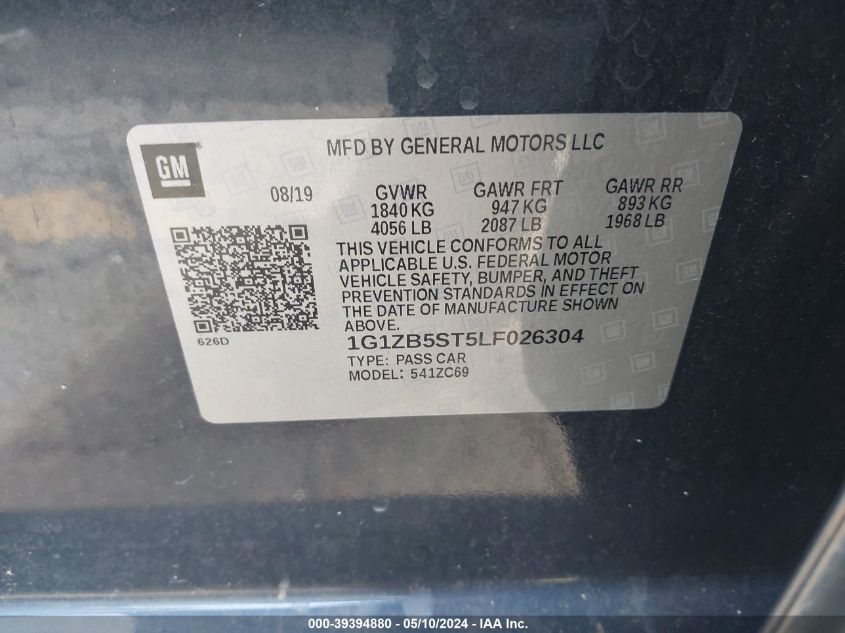 MFD BY GENERAL MOTORS LLC
GM
08/19 GVWR GAWR FRT GAWR RR
1840 KG 947 KG 893 KG
4056 LB 2087 LB 1968 LB
THIS VEHICLE CONFORMS TO ALL
APPLICABLE U.S. FEDERAL MOTOR
VEHICLE SAFETY, BUMPER, AND THEFT
PREVENTION STANDARDS IN EFFECT ON
THE DATE OF MANUFACTURE SHOWN
ABOVE.
626D
1G1ZB5ST5LF026304
TYPE: PASS CAR
MODEL: 541ZC69
000-39394880 - 05/10/2024 - IAAI.com